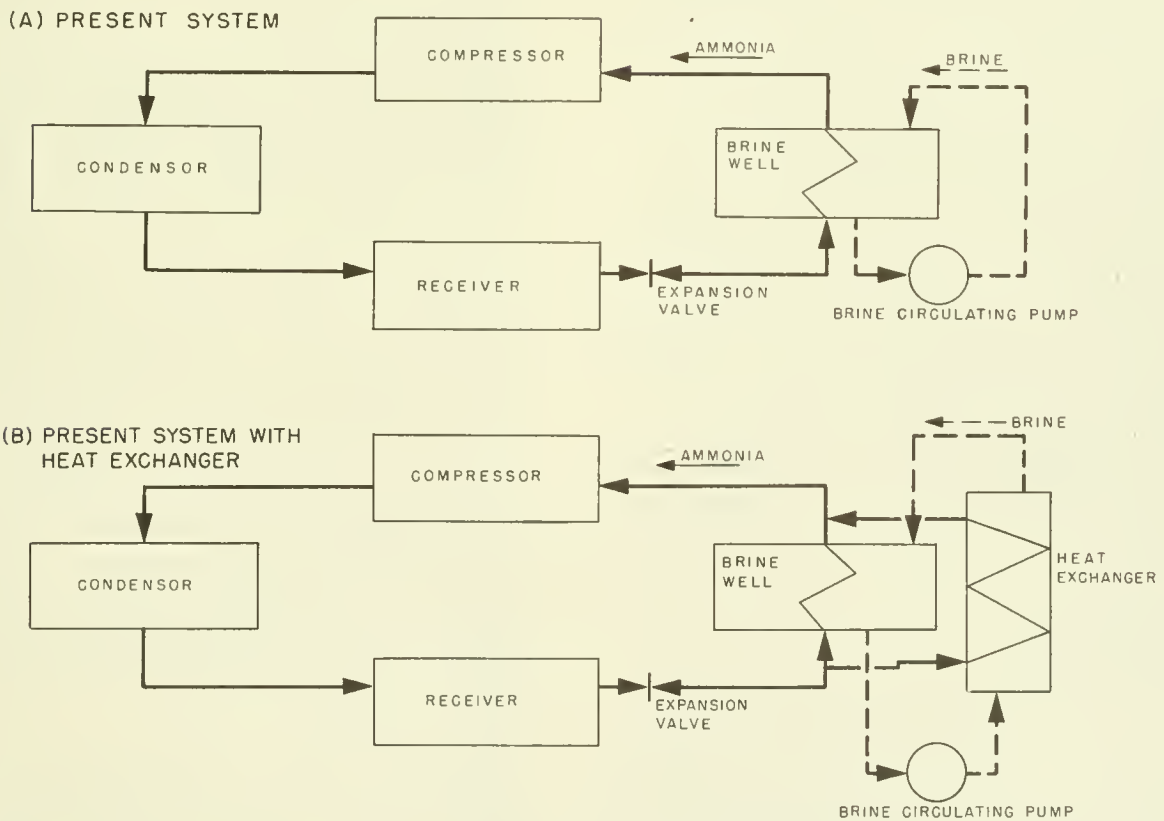 (A) PRESENT SYSTEM
COMPRESSOR
AMMONIA
BRINE
CONDENSOR
BRINE
WELL
RECEIVER
EXPANSION
VALVE
BRINE CIRCULATING PUMP
(B) PRESENT SYSTEM WITH
HEAT EXCHANGER
COMPRESSOR
AMMONIA
BRINE
CONDENSOR
BRINE
WELL
HEAT
EXCHANGER
RECEIVER
EXPANSION
VALVE
BRINE CIRCULATING PUMP